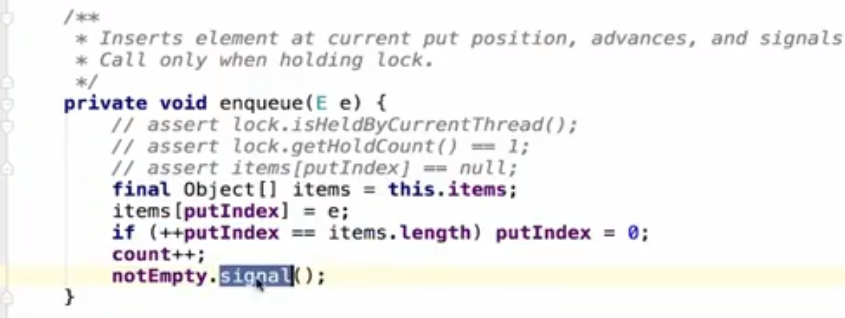 /**
 * Inserts element at current put position, advances, and signals
 * Call only when holding lock.
 */
private void enqueue(E e) {
    // assert lock.isHeldByCurrentThread();
    // assert lock.getHoldCount() == 1;
    // assert items[putIndex] == null;
    final Object[] items = this.items;
    items[putIndex] = e;
    if (++putIndex == items.length) putIndex = 0;
    count++;
    notEmpty.signal();
}